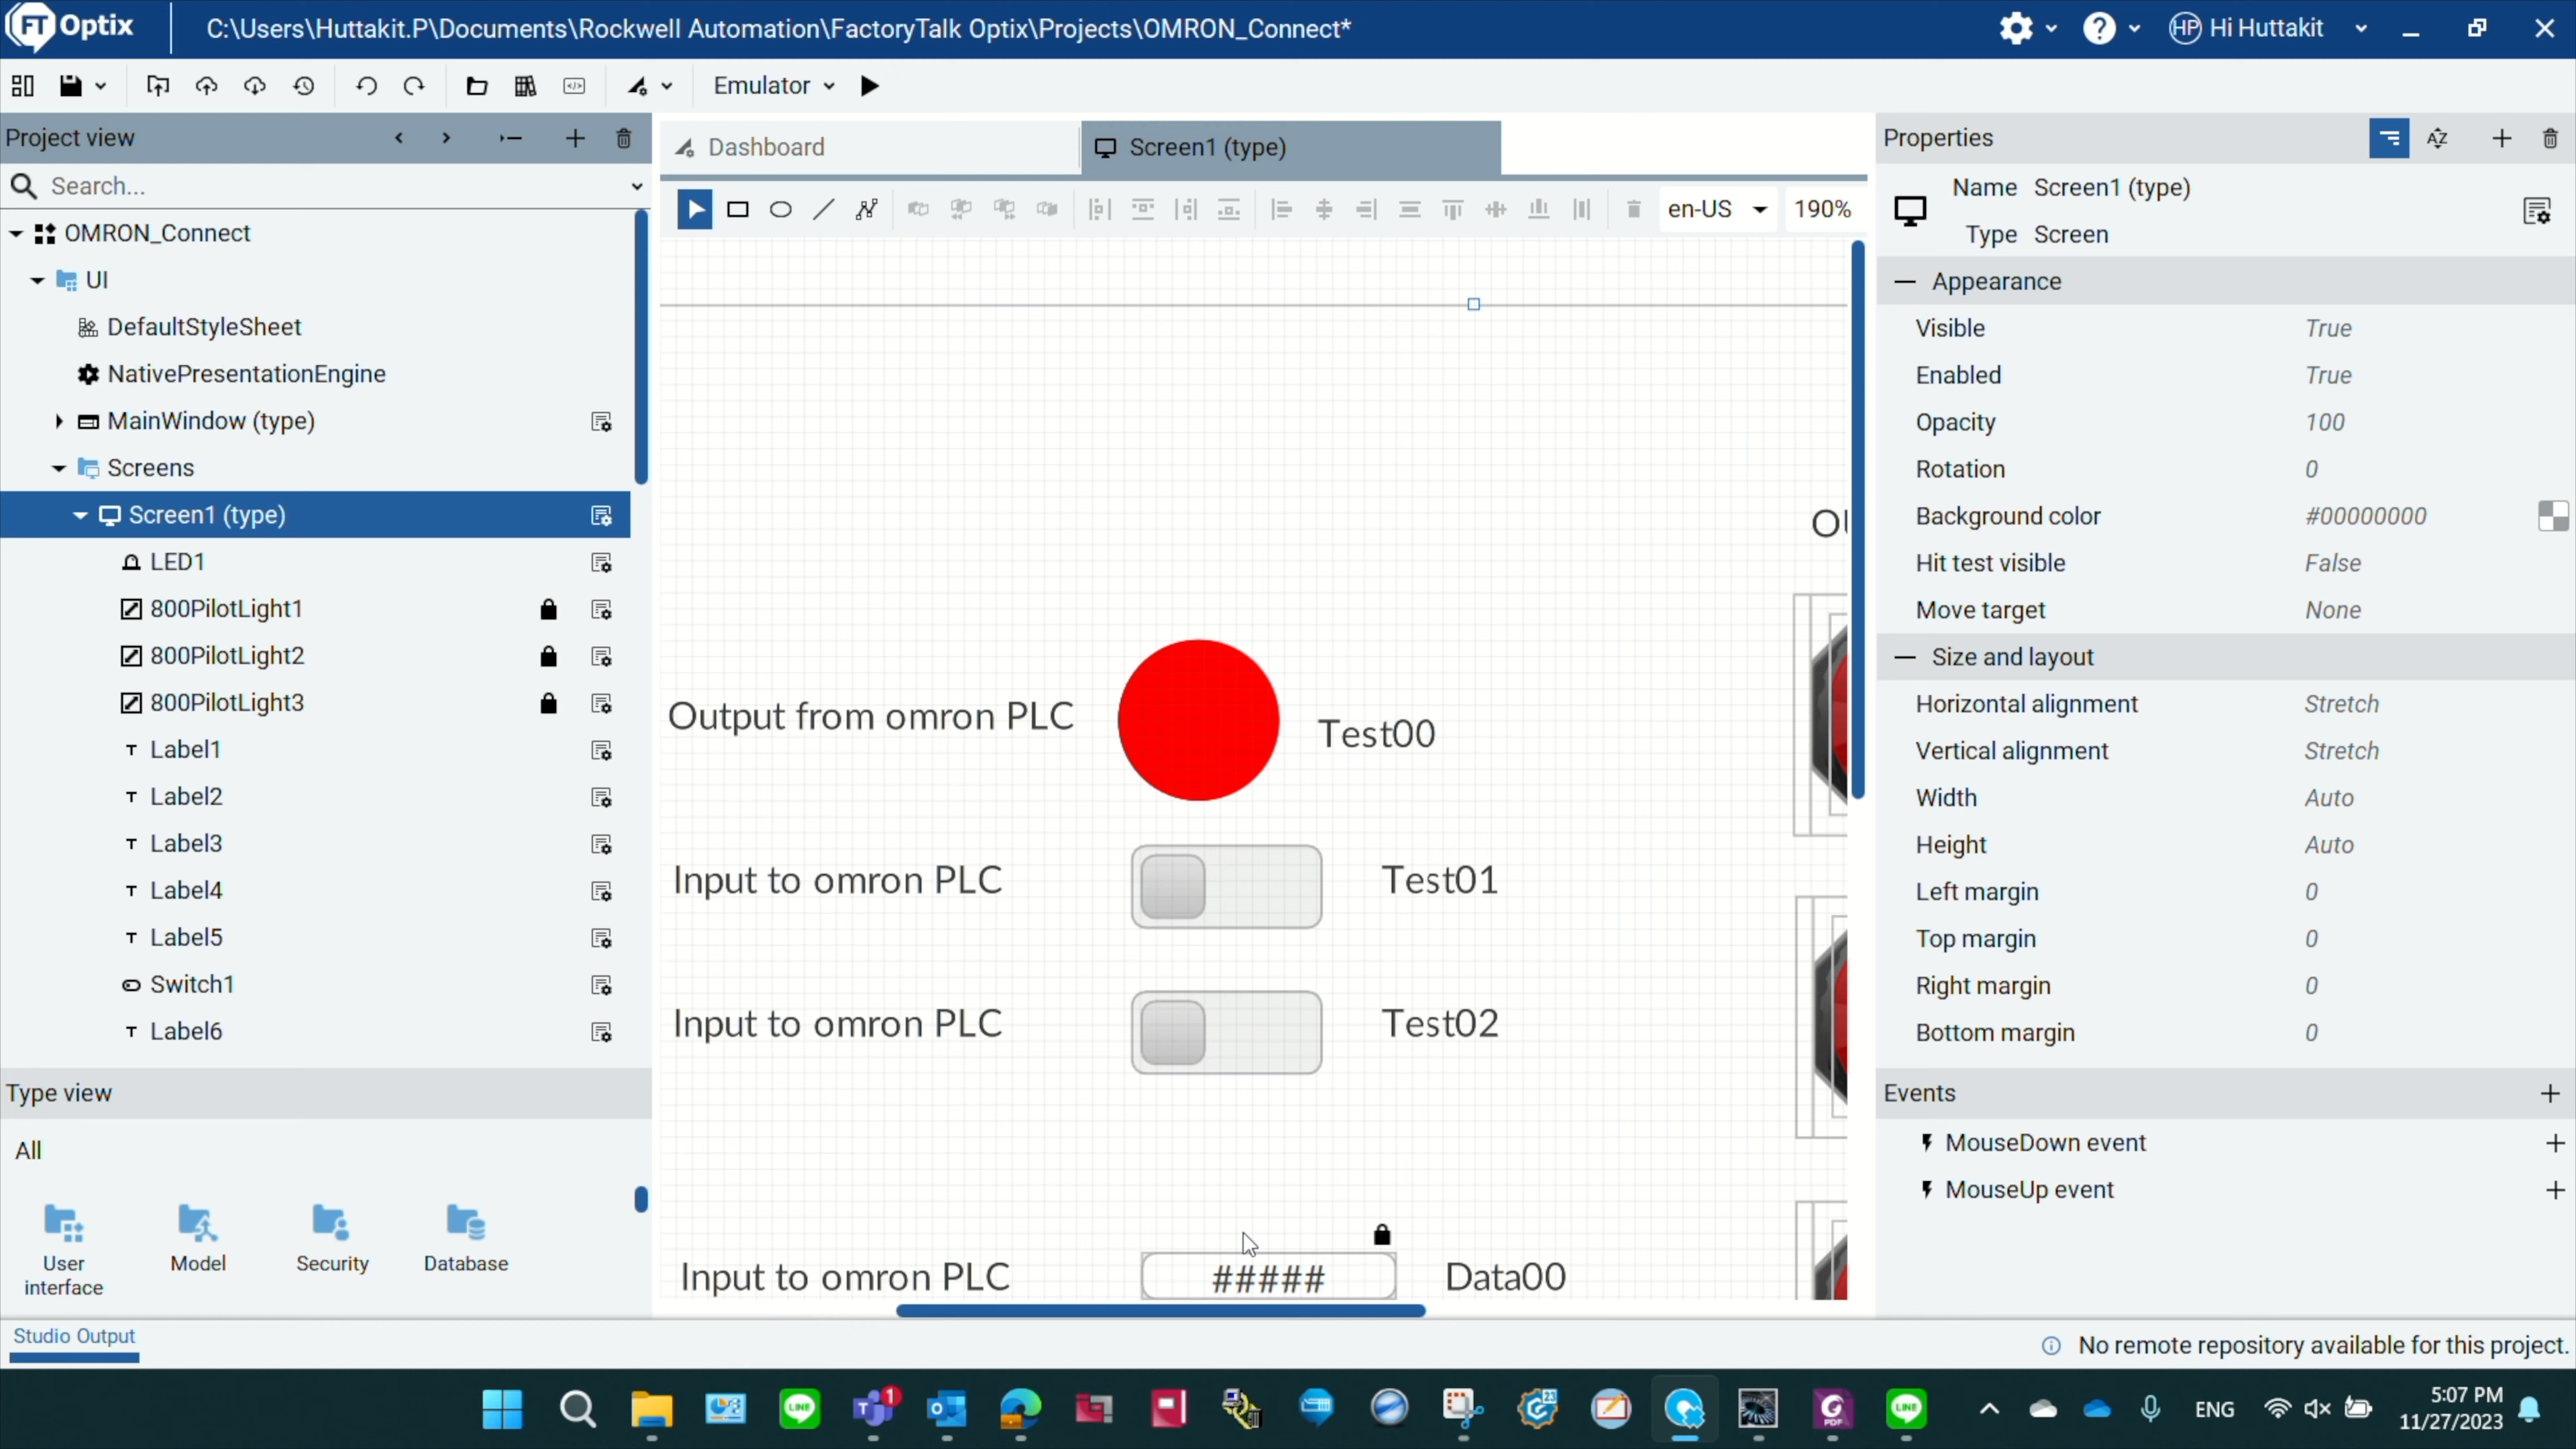 FT Optix
C:\Users\Huttakit.P\Documents\Rockwell Automation\FactoryTalk Optix\Projects\OMRON_Connect*
HP Hi Huttakit
Emulator
Project view
Search...
OMRON_Connect
UI
DefaultStyleSheet
NativePresentationEngine
MainWindow (type)
Screens
Screen1 (type)
LED1
800PilotLight1
800PilotLight2
800PilotLight3
Label1
Label2
Label3
Label4
Label5
Switch1
Label6
Type view
All
User interface
Model
Security
Database
Studio Output
Dashboard
Screen1 (type)
en-US
190%
Output from omron PLC
Test00
Input to omron PLC
Test01
Input to omron PLC
Test02
Input to omron PLC
#####
Data00
Properties
Name Screen1 (type)
Type Screen
Appearance
Visible True
Enabled True
Opacity 100
Rotation 0
Background color #00000000
Hit test visible False
Move target None
Size and layout
Horizontal alignment Stretch
Vertical alignment Stretch
Width Auto
Height Auto
Left margin 0
Top margin 0
Right margin 0
Bottom margin 0
Events
MouseDown event
MouseUp event
No remote repository available for this project.
LINE
1
23
PDF
LINE
ENG
5:07 PM
11/27/2023